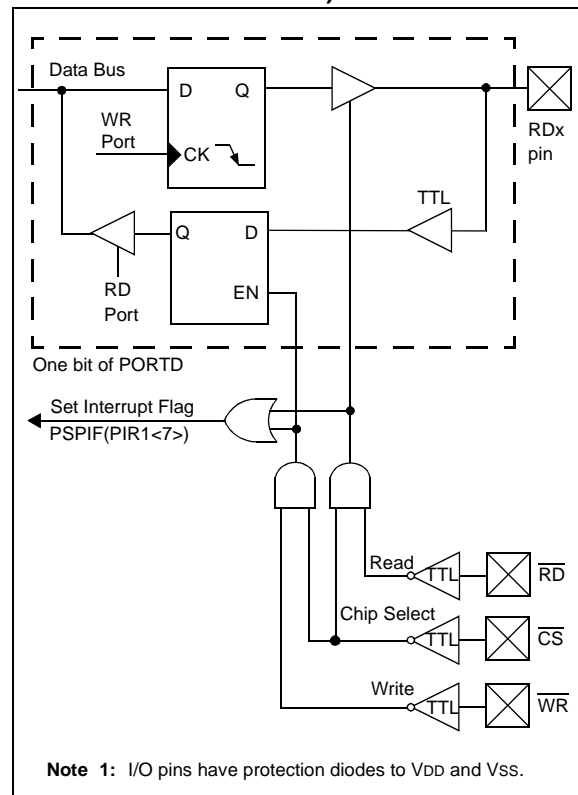 Data Bus
D Q
WR
Port
CK
RDx
pin
TTL
Q D
EN
RD
Port
One bit of PORTD
Set Interrupt Flag
PSPIF(PIR1<7>)
Read
TTL
RD
Chip Select
TTL
CS
Write
TTL
WR
Note 1: I/O pins have protection diodes to VDD and VSS.